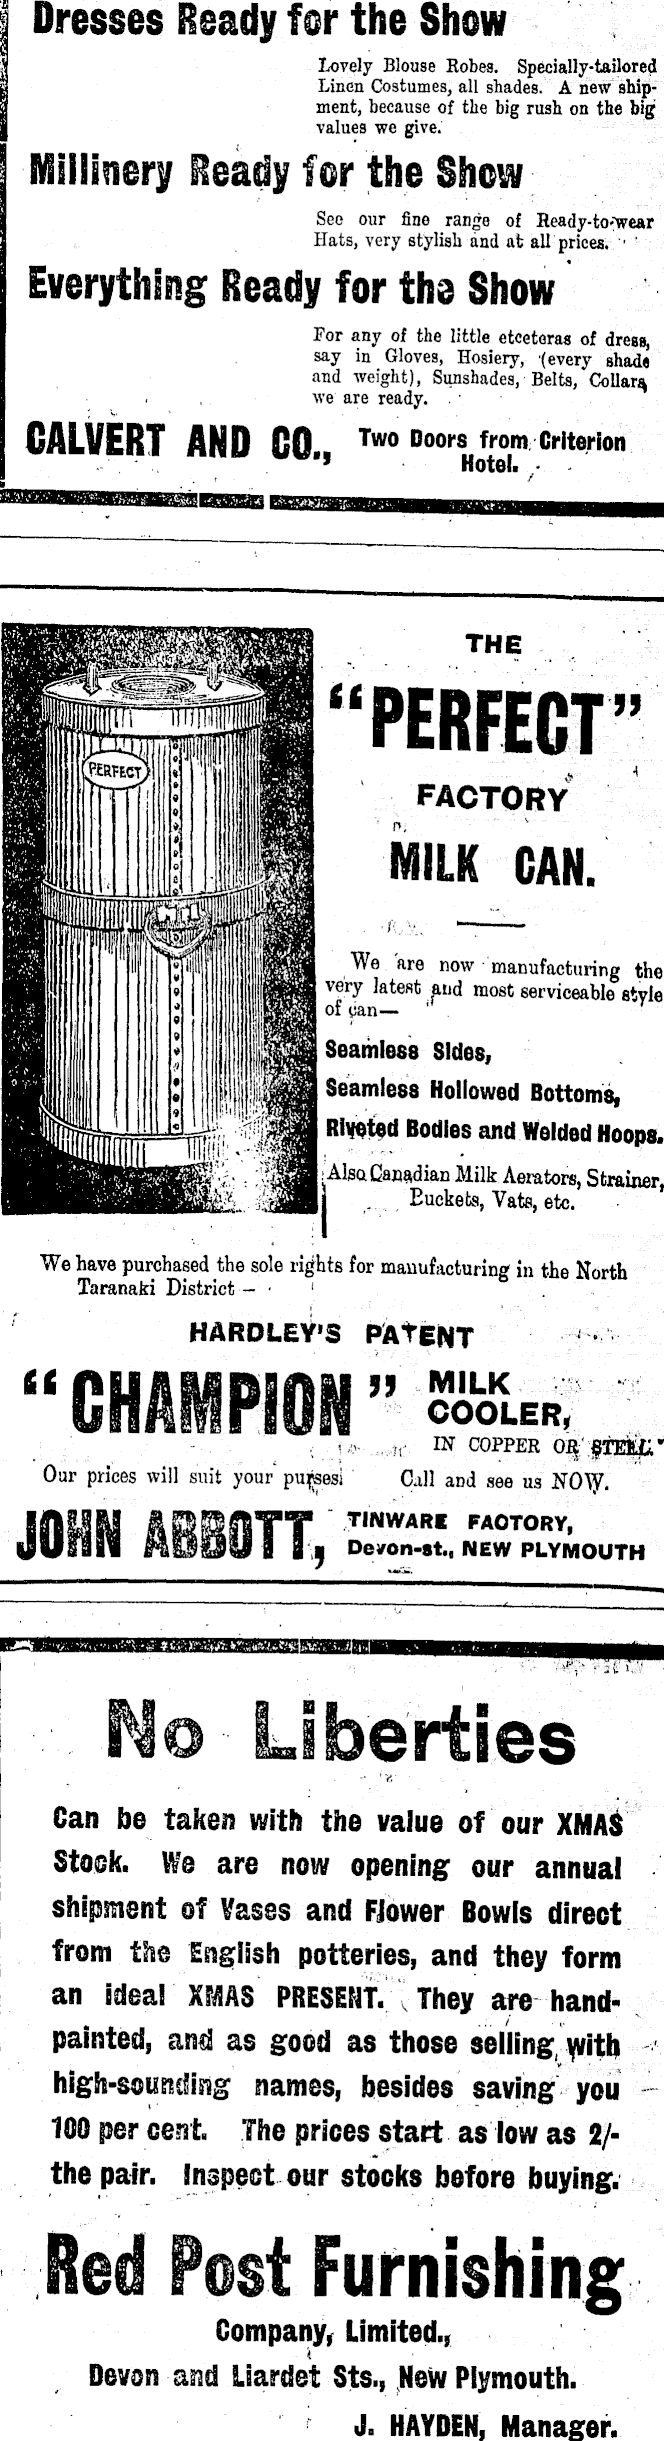 Dresses Ready for the Show
Lovely Blouse Robes. Specially-tailored
Linen Costumes, all shades. A new ship-
ment, because of the big rush on the big
values we give.
Millinery Ready for the Show
See our fine range of Ready-to-wear
Hats, very stylish and at all prices.
Everything Ready for the Show
For any of the little etceteras of dress,
say in Gloves, Hosiery, (every shade
and weight), Sunshades, Belts, Collars,
we are ready.
CALVERT AND CO., Two Doors from Criterion
Hotel.
PERFECT
THE
"PERFECT"
FACTORY
MILK CAN.
We are now manufacturing the
very latest and most serviceable style
of can—
Seamless Sides,
Seamless Hollowed Bottoms,
Riveted Bodies and Welded Hoops.
Also Canadian Milk Aerators, Strainer,
Buckets, Vats, etc.
We have purchased the sole rights for manufacturing in the North
Taranaki District —
HARDLEY'S PATENT
"CHAMPION" MILK
COOLER,
IN COPPER OR STEEL.
Our prices will suit your purses. Call and see us NOW.
JOHN ABBOTT, TINWARE FACTORY,
Devon-st., NEW PLYMOUTH
No Liberties
Can be taken with the value of our XMAS
Stock. We are now opening our annual
shipment of Vases and Flower Bowls direct
from the English potteries, and they form
an ideal XMAS PRESENT. They are hand-
painted, and as good as those selling with
high-sounding names, besides saving you
100 per cent. The prices start as low as 2/-
the pair. Inspect our stocks before buying.
Red Post Furnishing
Company, Limited.,
Devon and Liardet Sts., New Plymouth.
J. HAYDEN, Manager.